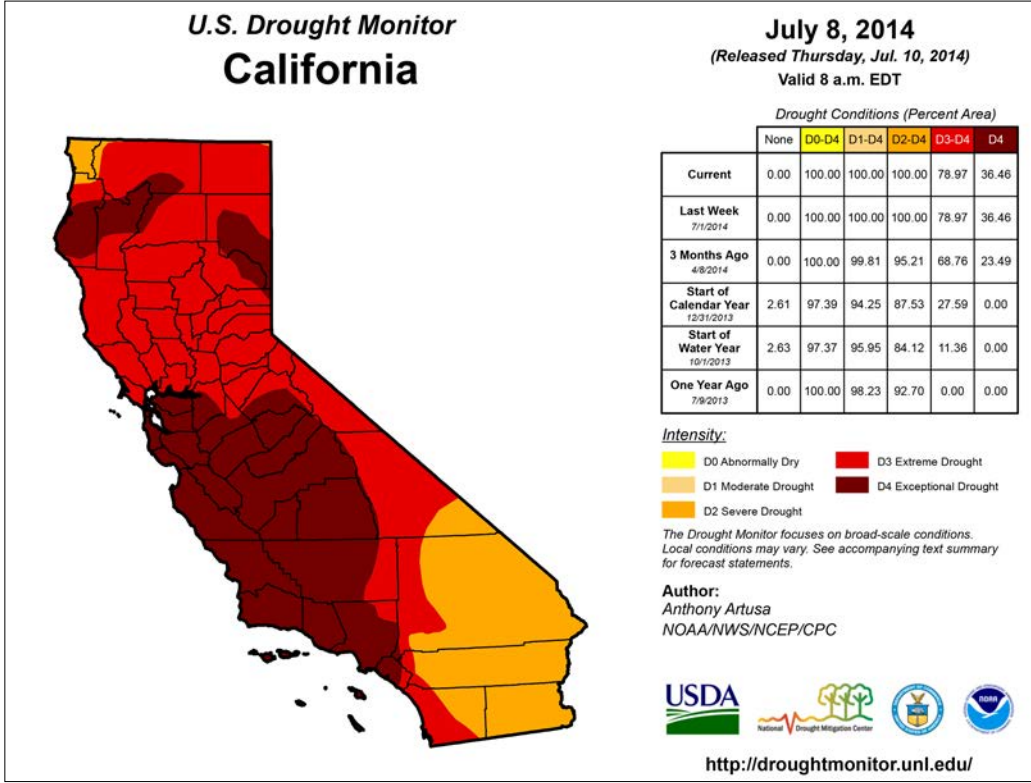 U.S. Drought Monitor
California
July 8, 2014
(Released Thursday, Jul. 10, 2014)
Valid 8 a.m. EDT
Drought Conditions (Percent Area)
None D0-D4 D1-D4 D2-D4 D3-D4 D4
Current 0.00 100.00 100.00 100.00 78.97 36.46
Last Week
7/1/2014
0.00 100.00 100.00 100.00 78.97 36.46
3 Months Ago
4/8/2014
0.00 100.00 99.81 95.21 68.76 23.49
Start of
Calendar Year
12/31/2013
2.61 97.39 94.25 87.53 27.59 0.00
Start of
Water Year
10/1/2013
2.63 97.37 95.95 84.12 11.36 0.00
One Year Ago
7/9/2013
0.00 100.00 98.23 92.70 0.00 0.00
Intensity:
D0 Abnormally Dry
D1 Moderate Drought
D2 Severe Drought
D3 Extreme Drought
D4 Exceptional Drought
The Drought Monitor focuses on broad-scale conditions.
Local conditions may vary. See accompanying text summary
for forecast statements.
Author:
Anthony Artusa
NOAA/NWS/NCEP/CPC
USDA
National Drought Mitigation Center
NOAA
http://droughtmonitor.unl.edu/